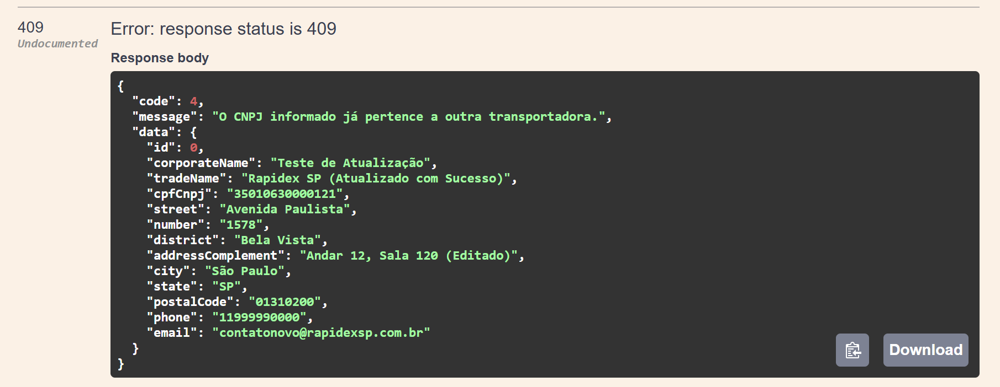 409
Undocumented
Error: response status is 409
Response body
{
  "code": 4,
  "message": "O CNPJ informado já pertence a outra transportadora.",
  "data": {
    "id": 0,
    "corporateName": "Teste de Atualização",
    "tradeName": "Rapidex SP (Atualizado com Sucesso)",
    "cpfCnpj": "35010630000121",
    "street": "Avenida Paulista",
    "number": "1578",
    "district": "Bela Vista",
    "addressComplement": "Andar 12, Sala 120 (Editado)",
    "city": "São Paulo",
    "state": "SP",
    "postalCode": "01310200",
    "phone": "11999990000",
    "email": "contatonovo@rapidexsp.com.br"
  }
}
Download